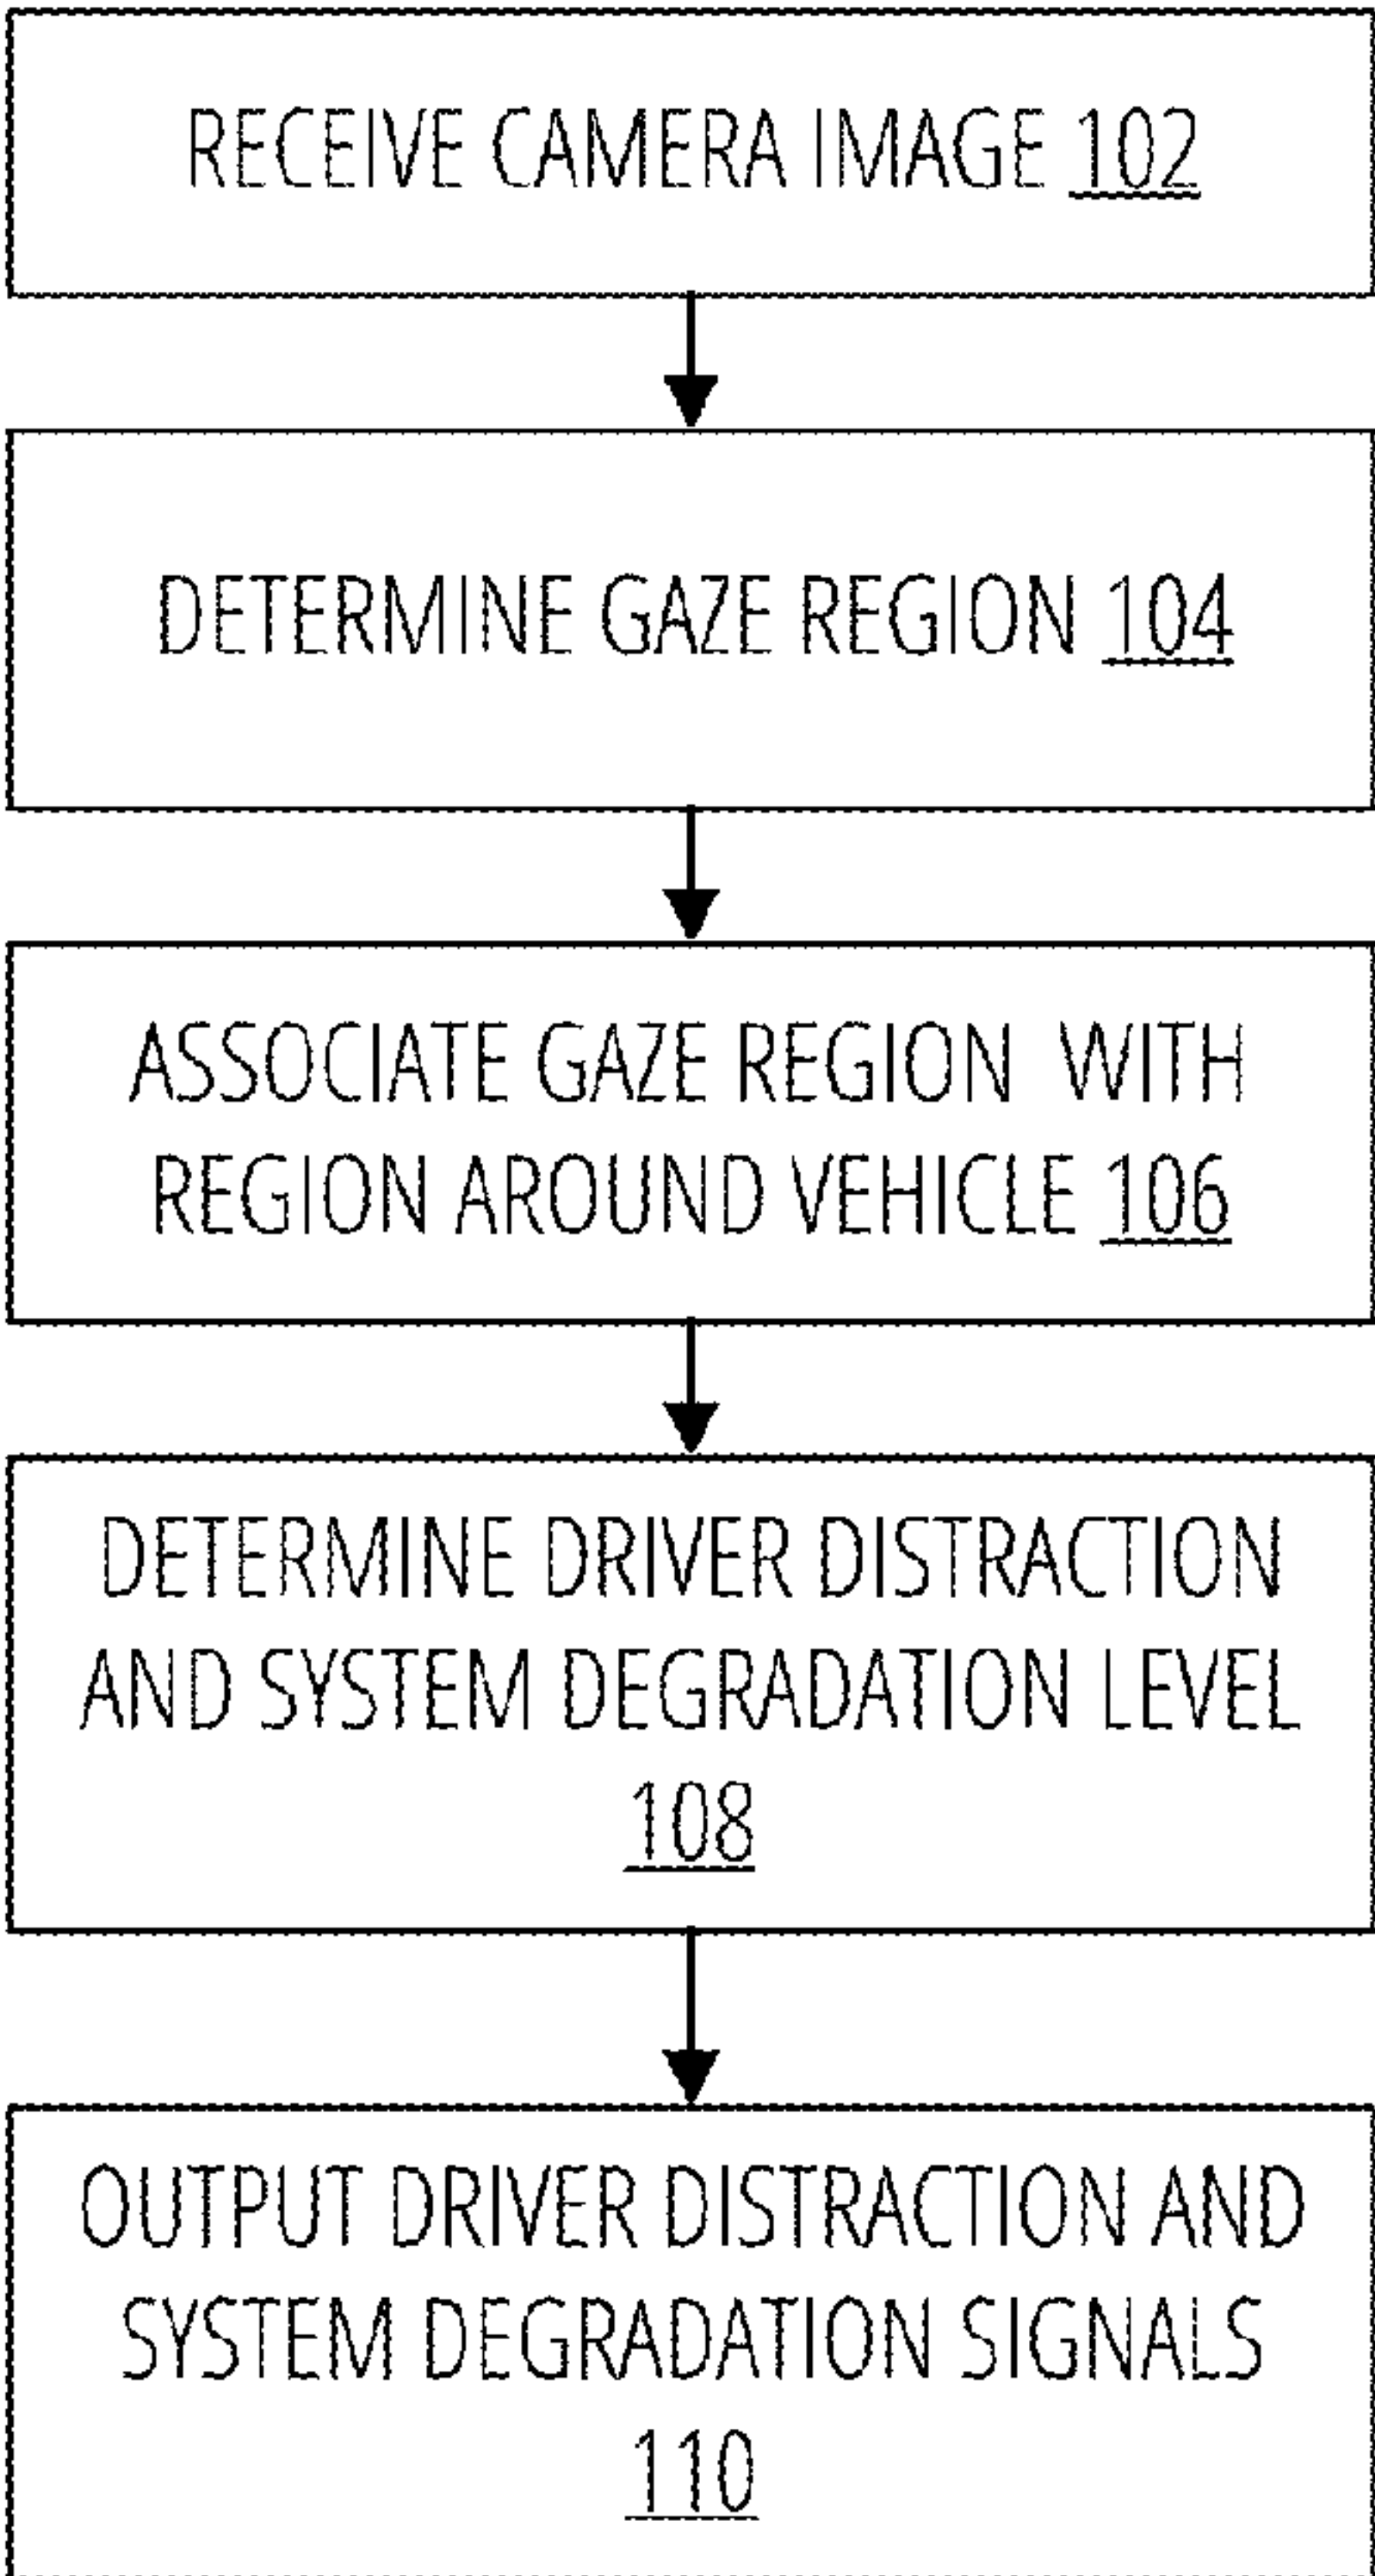 RECEIVE CAMERA IMAGE 102
DETERMINE GAZE REGION 104
ASSOCIATE GAZE REGION WITH
REGION AROUND VEHICLE 106
DETERMINE DRIVER DISTRACTION
AND SYSTEM DEGRADATION LEVEL
108
OUTPUT DRIVER DISTRACTION AND
SYSTEM DEGRADATION SIGNALS
110